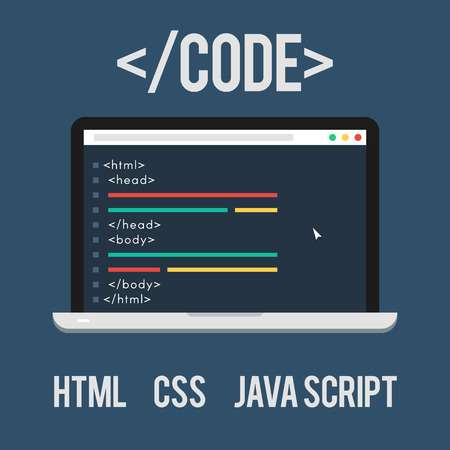 </CODE>
<html>
<head>
</head>
<body>
</body>
</html>
HTML CSS JAVA SCRIPT